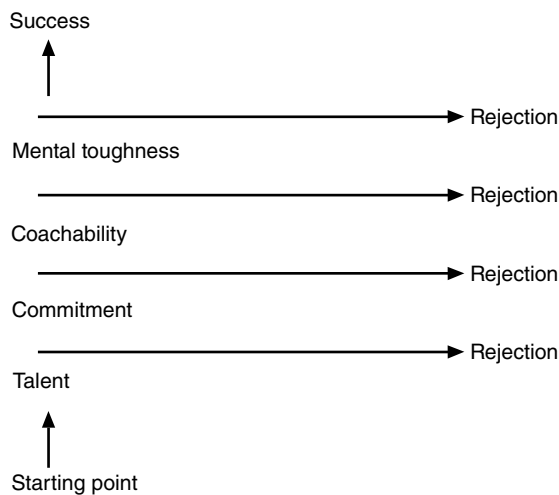 Success
Rejection
Mental toughness
Rejection
Coachability
Rejection
Commitment
Rejection
Talent
Starting point